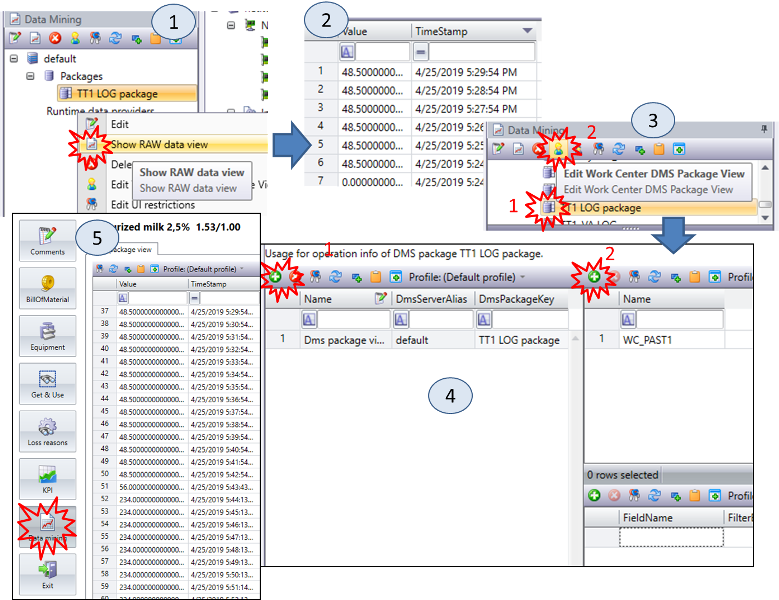 Data Mining
1
default
Packages
TT1 LOG package
Runtime data providers
Edit
Show RAW data view
Dele
Show RAW data view
Show RAW data view
Edit
e Vie
Edit UI restrictions
2
Value TimeStamp
1 48.5000000... 4/25/2019 5:29:54 PM
2 48.5000000... 4/25/2019 5:28:54 PM
3 48.5000000... 4/25/2019 5:27:54 PM
4 48.5000000... 4/25/2019 5:26
5 48.5000000... 4/25/2019 5:25
6 48.5000000... 4/25/2019 5:24
7 0.00000000... 4/25/2019 5:24
3
Data Mining
2
Edit Work Center DMS Package View
Edit Work Center DMS Package View
1
TT1 LOG package
TT1 VA LOG
5
urized milk 2,5% 1.53/1.00
Package view
Profile: (Default profile)
Value TimeStamp
37 48.5000000000000 4/25/2019 5:29:54...
38 48.5000000000000 4/25/2019 5:30:54...
39 48.5000000000000 4/25/2019 5:31:54...
40 48.5000000000000 4/25/2019 5:32:54...
41 48.5000000000000 4/25/2019 5:33:54...
42 48.5000000000000 4/25/2019 5:34:54...
43 48.5000000000000 4/25/2019 5:35:54...
44 48.5000000000000 4/25/2019 5:36:54...
45 48.5000000000000 4/25/2019 5:37:54...
46 48.5000000000000 4/25/2019 5:38:54...
47 48.5000000000000 4/25/2019 5:39:54...
48 48.5000000000000 4/25/2019 5:40:54...
49 48.5000000000000 4/25/2019 5:41:54...
50 48.5000000000000 4/25/2019 5:42:54...
51 56.0000000000000 4/25/2019 5:43:43...
52 234.000000000000 4/25/2019 5:44:13...
53 234.000000000000 4/25/2019 5:45:13...
54 234.000000000000 4/25/2019 5:46:13...
55 234.000000000000 4/25/2019 5:47:13...
56 234.000000000000 4/25/2019 5:48:13...
57 234.000000000000 4/25/2019 5:49:13...
58 234.000000000000 4/25/2019 5:50:13...
59 234.000000000000 4/25/2019 5:51:14...
Comments
BillOfMaterial
Equipment
Get & Use
Loss reasons
KPI
Data mining
Exit
Usage for operation info of DMS package TT1 LOG package.
1
Profile: (Default profile)
Name DmsServerAlias DmsPackageKey
1 Dms package vi... default TT1 LOG package
4
2
Profil
Name
1 WC_PAST1
0 rows selected
Profil
FieldName FilterE